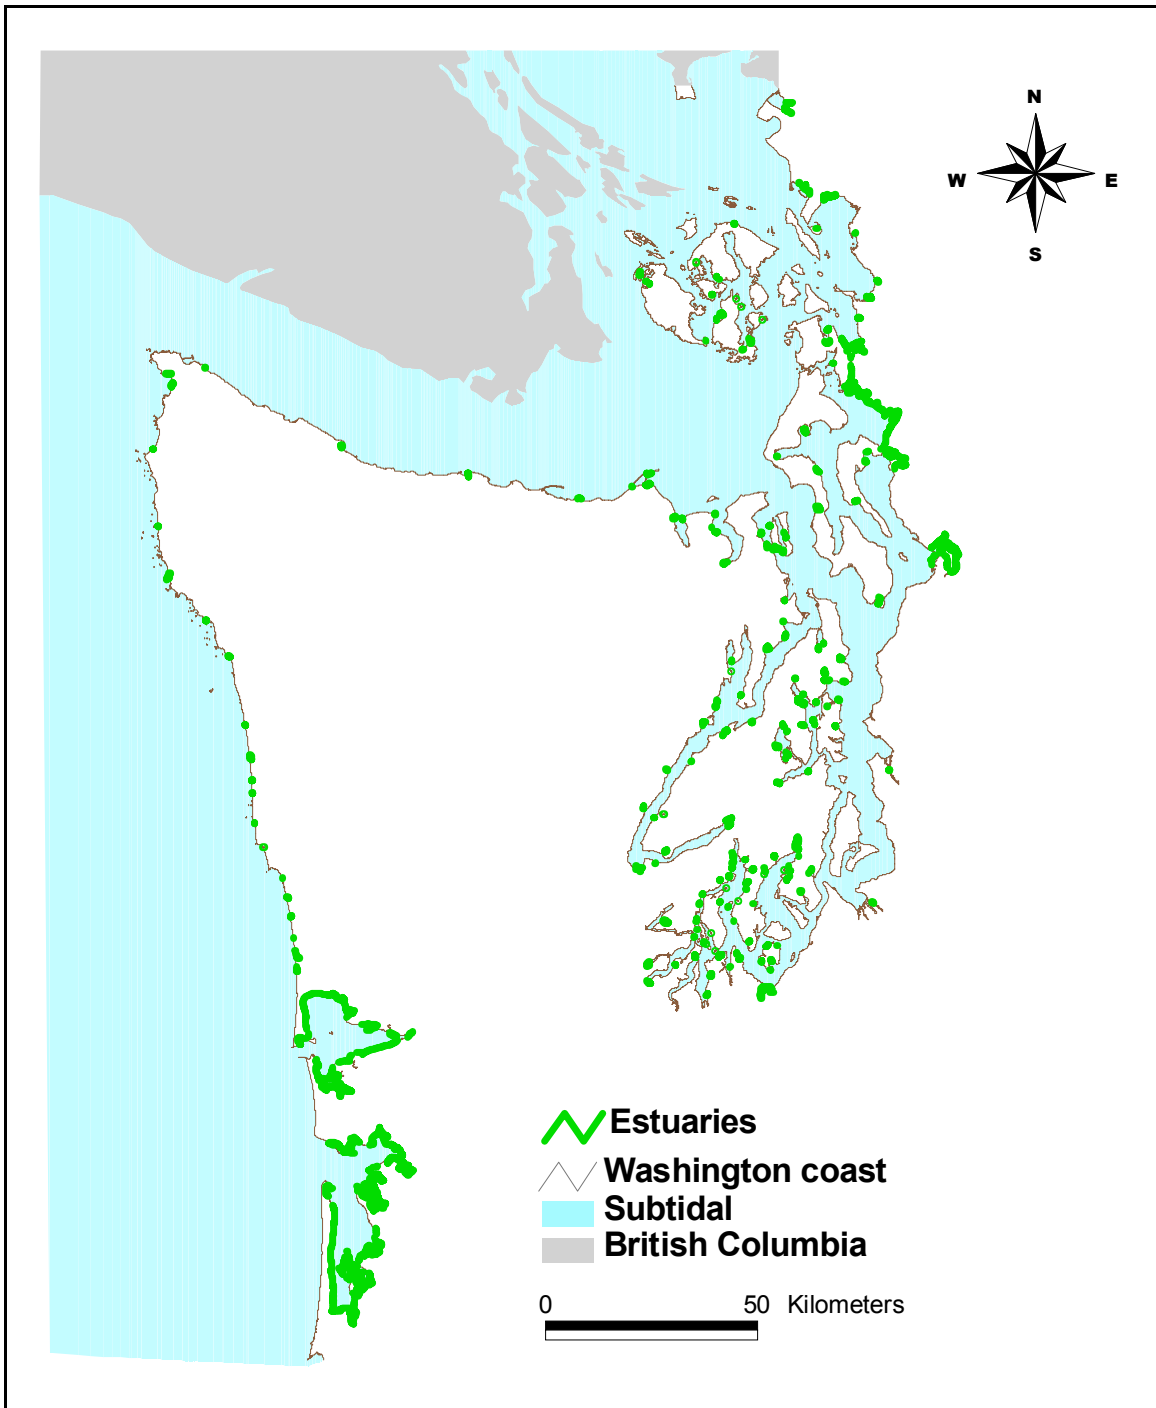 N
W E
S
Estuaries
Washington coast
Subtidal
British Columbia
0 50 Kilometers